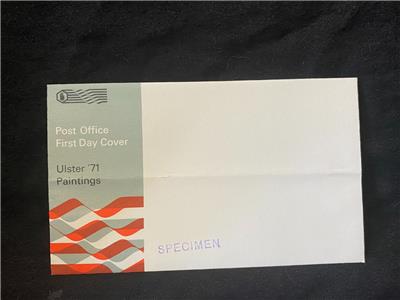 Post Office
First Day Cover
Ulster '71
Paintings
SPECIMEN